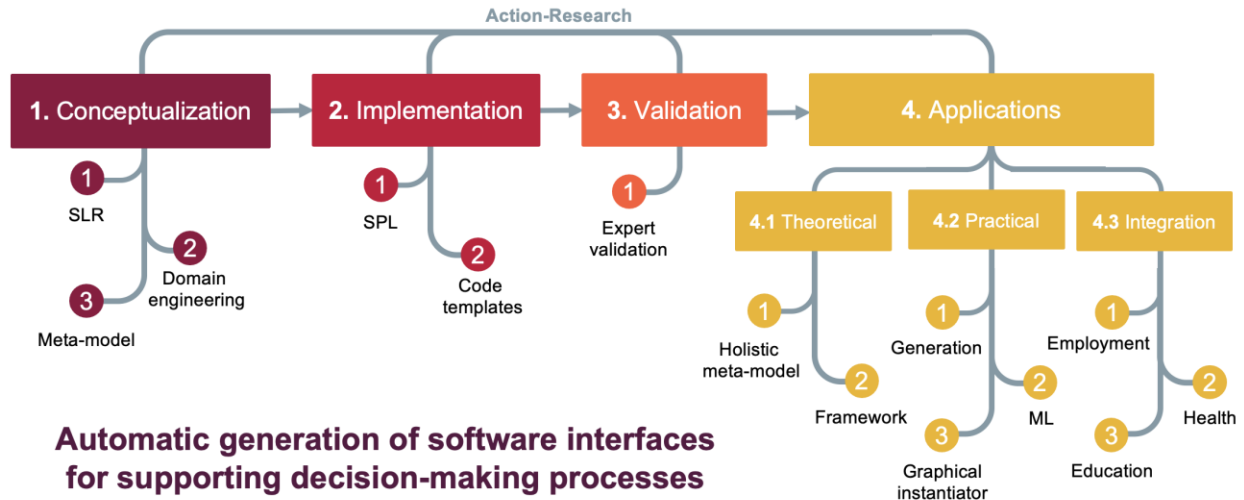 Action-Research
1. Conceptualization
2. Implementation
3. Validation
4. Applications
1
SLR
2
Domain
engineering
3
Meta-model
1
SPL
2
Code
templates
1
Expert
validation
4.1 Theoretical
4.2 Practical
4.3 Integration
1
Holistic
meta-model
2
Framework
1
Generation
2
ML
3
Graphical
instantiator
1
Employment
2
Health
3
Education
Automatic generation of software interfaces
for supporting decision-making processes